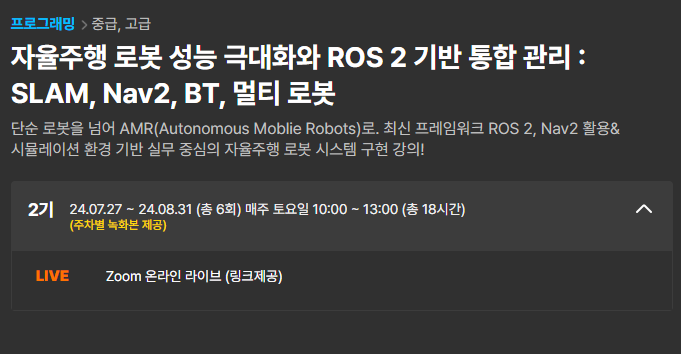 프로그래밍 > 중급, 고급
자율주행 로봇 성능 극대화와 ROS 2 기반 통합 관리 :
SLAM, Nav2, BT, 멀티 로봇
단순 로봇을 넘어 AMR(Autonomous Moblie Robots)로. 최신 프레임워크 ROS 2, Nav2 활용&
시뮬레이션 환경 기반 실무 중심의 자율주행 로봇 시스템 구현 강의!
2기 24.07.27 ~ 24.08.31 (총 6회) 매주 토요일 10:00 ~ 13:00 (총 18시간)
(주차별 녹화본 제공)
LIVE Zoom 온라인 라이브 (링크제공)